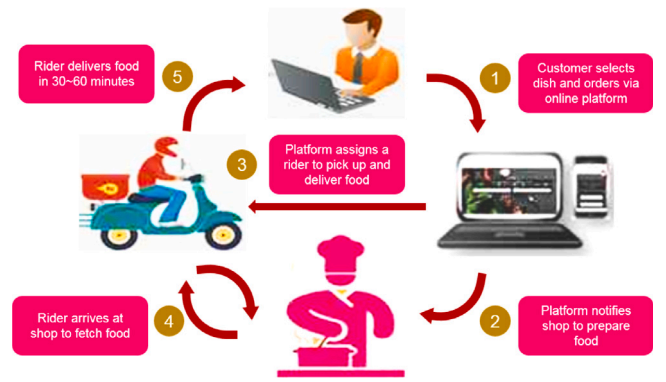 1
Customer selects
dish and orders via
online platform
2
Platform notifies
shop to prepare
food
3
Platform assigns a
rider to pick up and
deliver food
4
Rider arrives at
shop to fetch food
5
Rider delivers food
in 30~60 minutes